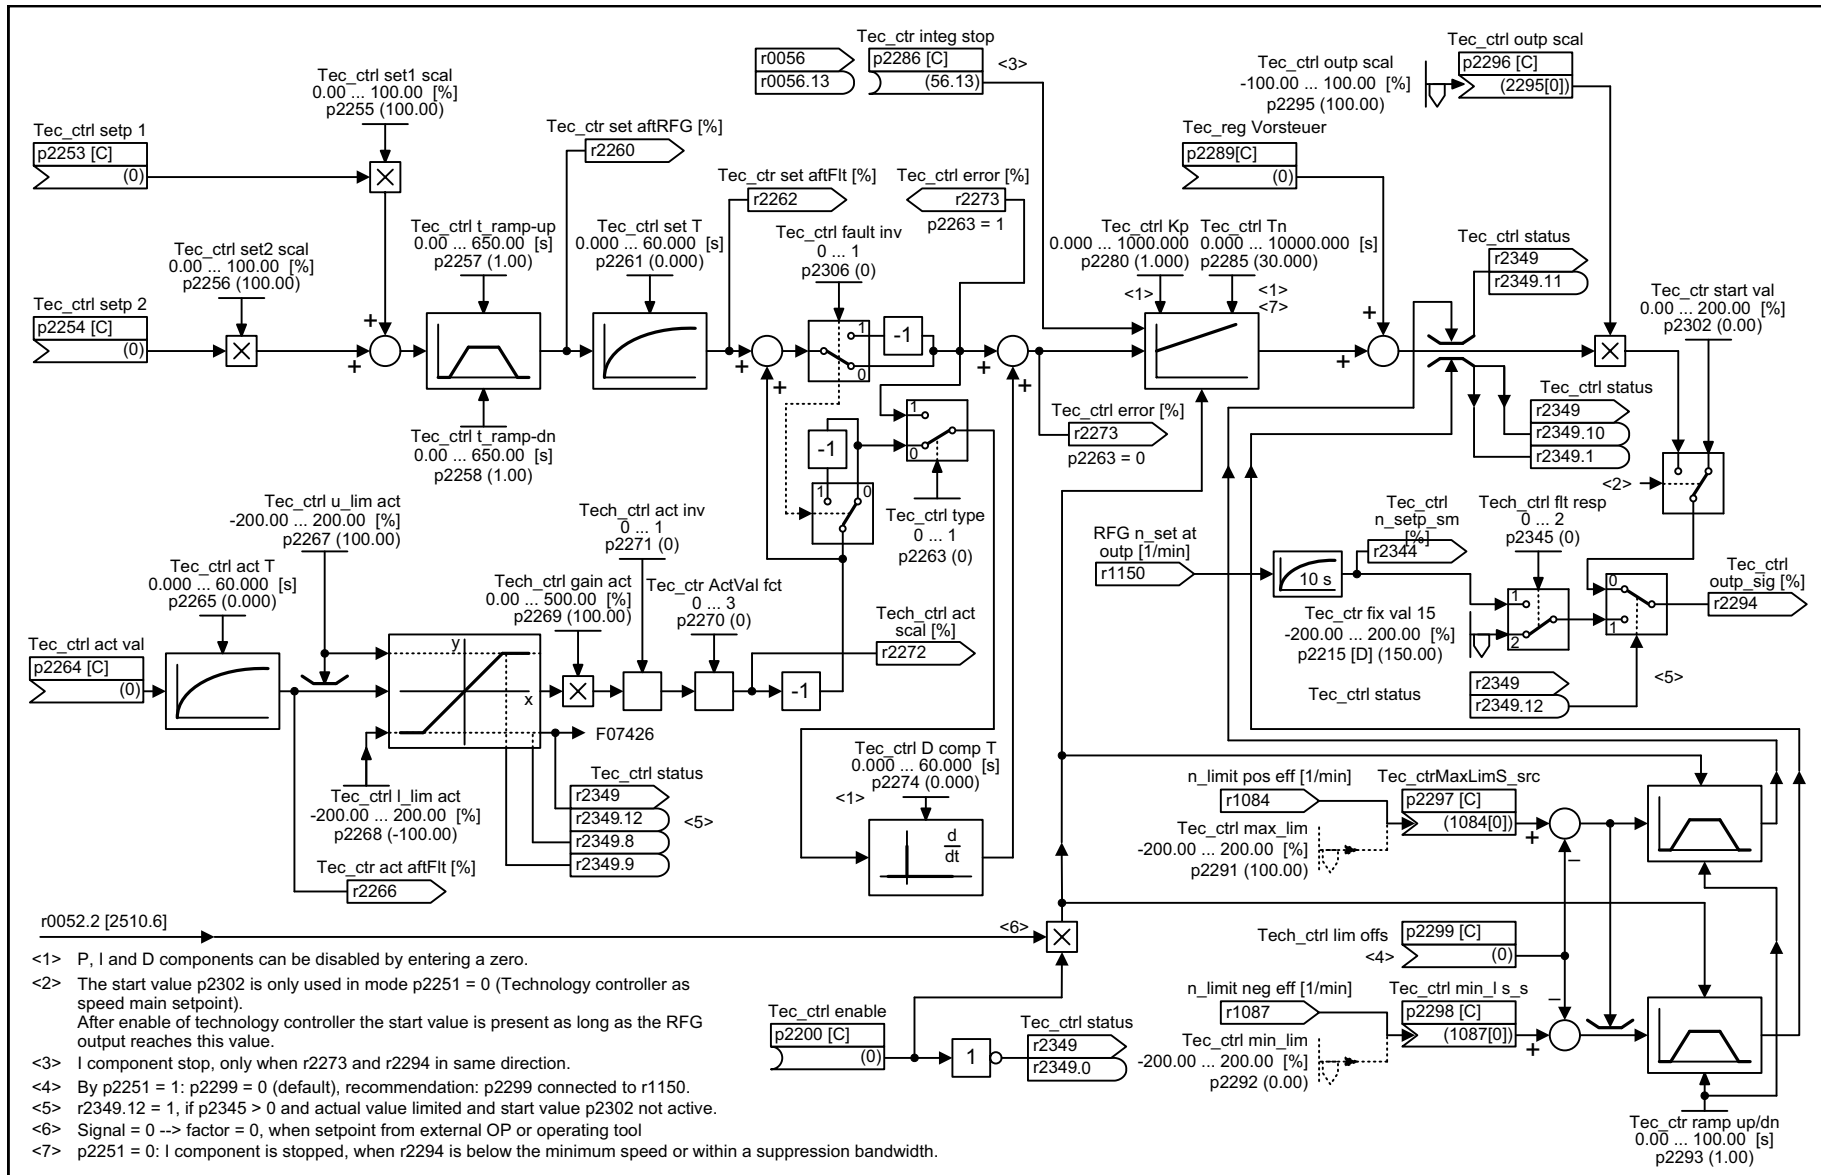 Tec_ctrl setp 1
p2253 [C]
(0)
Tec_ctrl set1 scal
0.00 ... 100.00 [%]
p2255 (100.00)
Tec_ctrl setp 2
p2254 [C]
(0)
Tec_ctrl set2 scal
0.00 ... 100.00 [%]
p2256 (100.00)
+
+
Tec_ctrl t_ramp-up
0.00 ... 650.00 [s]
p2257 (1.00)
Tec_ctrl t_ramp-dn
0.00 ... 650.00 [s]
p2258 (1.00)
Tec_ctr set aftRFG [%]
r2260
Tec_ctrl set T
0.000 ... 60.000 [s]
p2261 (0.000)
Tec_ctr set aftFlt [%]
r2262
+
+
Tec_ctrl fault inv
0 ... 1
p2306 (0)
1
0
-1
Tec_ctrl error [%]
r2273
p2263 = 1
r0056
r0056.13
Tec_ctr integ stop
p2286 [C]
(56.13)
<3>
+
+
1
0
Tec_ctrl type
0 ... 1
p2263 (0)
-1
1
0
Tec_ctrl error [%]
r2273
p2263 = 0
Tec_ctrl Kp
0.000 ... 1000.000
p2280 (1.000)
<1>
Tec_ctrl Tn
0.000 ... 10000.000 [s]
p2285 (30.000)
<1>
<7>
Tec_reg Vorsteuer
p2289[C]
(0)
+
+
Tec_ctrl outp scal
-100.00 ... 100.00 [%]
p2295 (100.00)
Tec_ctrl outp scal
p2296 [C]
(2295[0])
Tec_ctrl status
r2349
r2349.11
Tec_ctrl status
r2349
r2349.10
r2349.1
Tec_ctr start val
0.00 ... 200.00 [%]
p2302 (0.00)
<2>
RFG n_set at
outp [1/min]
r1150
10 s
Tec_ctrl
n_setp_sm
[%]
r2344
Tech_ctrl flt resp
0 ... 2
p2345 (0)
1
2
Tec_ctr fix val 15
-200.00 ... 200.00 [%]
p2215 [D] (150.00)
0
1
Tec_ctrl
outp_sig [%]
r2294
Tec_ctrl status
r2349
r2349.12
<5>
Tec_ctrl act val
p2264 [C]
(0)
Tec_ctrl act T
0.000 ... 60.000 [s]
p2265 (0.000)
Tec_ctrl u_lim act
-200.00 ... 200.00 [%]
p2267 (100.00)
y
x
Tec_ctrl l_lim act
-200.00 ... 200.00 [%]
p2268 (-100.00)
Tec_ctr act aftFlt [%]
r2266
F07426
Tec_ctrl status
r2349
r2349.12
r2349.8
r2349.9
<5>
Tech_ctrl gain act
0.00 ... 500.00 [%]
p2269 (100.00)
Tech_ctrl act inv
0 ... 1
p2271 (0)
Tec_ctr ActVal fct
0 ... 3
p2270 (0)
Tech_ctrl act
scal [%]
r2272
-1
Tec_ctrl D comp T
0.000 ... 60.000 [s]
p2274 (0.000)
<1>
d
dt
n_limit pos eff [1/min]
r1084
Tec_ctrl max_lim
-200.00 ... 200.00 [%]
p2291 (100.00)
Tec_ctrMaxLimS_src
p2297 [C]
(1084[0])
+
–
Tech_ctrl lim offs
<4>
p2299 [C]
(0)
n_limit neg eff [1/min]
r1087
Tec_ctrl min_lim
-200.00 ... 200.00 [%]
p2292 (0.00)
Tec_ctrl min_l s_s
p2298 [C]
(1087[0])
–
+
Tec_ctr ramp up/dn
0.00 ... 100.00 [s]
p2293 (1.00)
r0052.2 [2510.6]
<6>
Tec_ctrl enable
p2200 [C]
(0)
1
Tec_ctrl status
r2349
r2349.0
<1> P, I and D components can be disabled by entering a zero.
<2> The start value p2302 is only used in mode p2251 = 0 (Technology controller as
speed main setpoint).
After enable of technology controller the start value is present as long as the RFG
output reaches this value.
<3> I component stop, only when r2273 and r2294 in same direction.
<4> By p2251 = 1: p2299 = 0 (default), recommendation: p2299 connected to r1150.
<5> r2349.12 = 1, if p2345 > 0 and actual value limited and start value p2302 not active.
<6> Signal = 0 --> factor = 0, when setpoint from external OP or operating tool
<7> p2251 = 0: I component is stopped, when r2294 is below the minimum speed or within a suppression bandwidth.